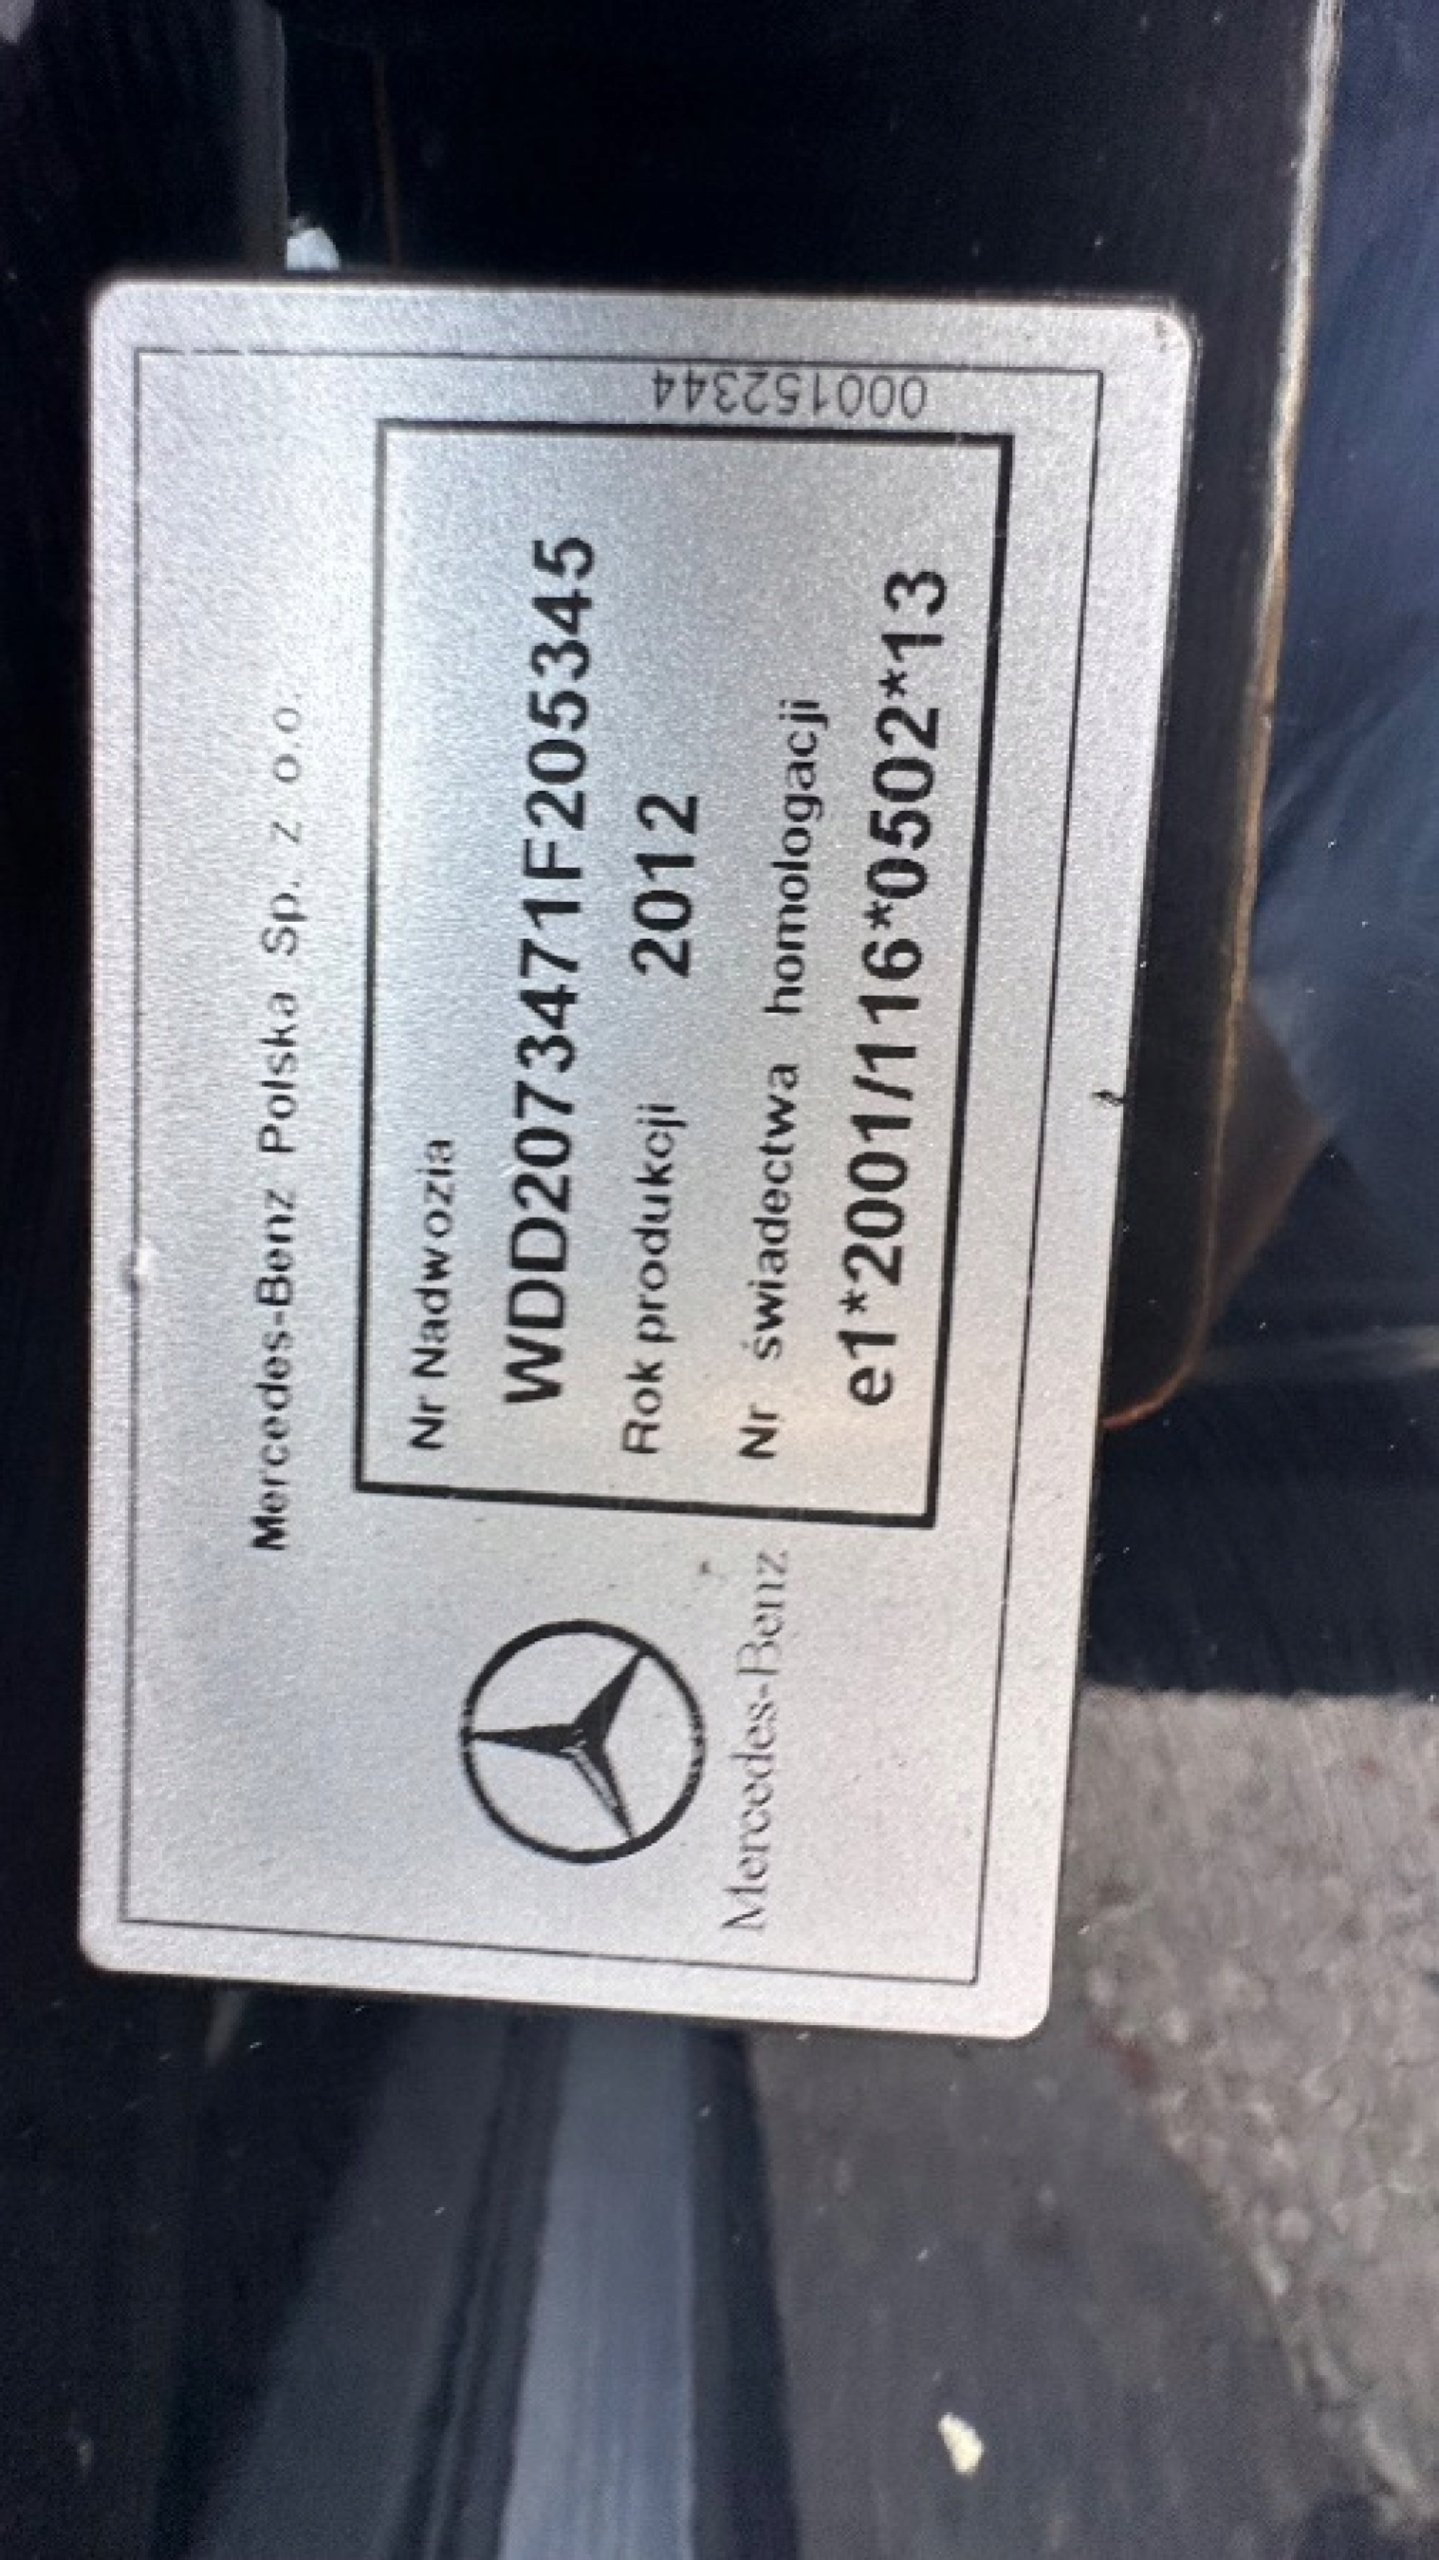 Mercedes-Benz Polska Sp. z o.o.
Nr Nadwozia
WDD2073471F205345
Rok produkcji 2012
Nr świadectwa homologacji
e1*2001/116*0502*13
Mercedes-Benz
000152344